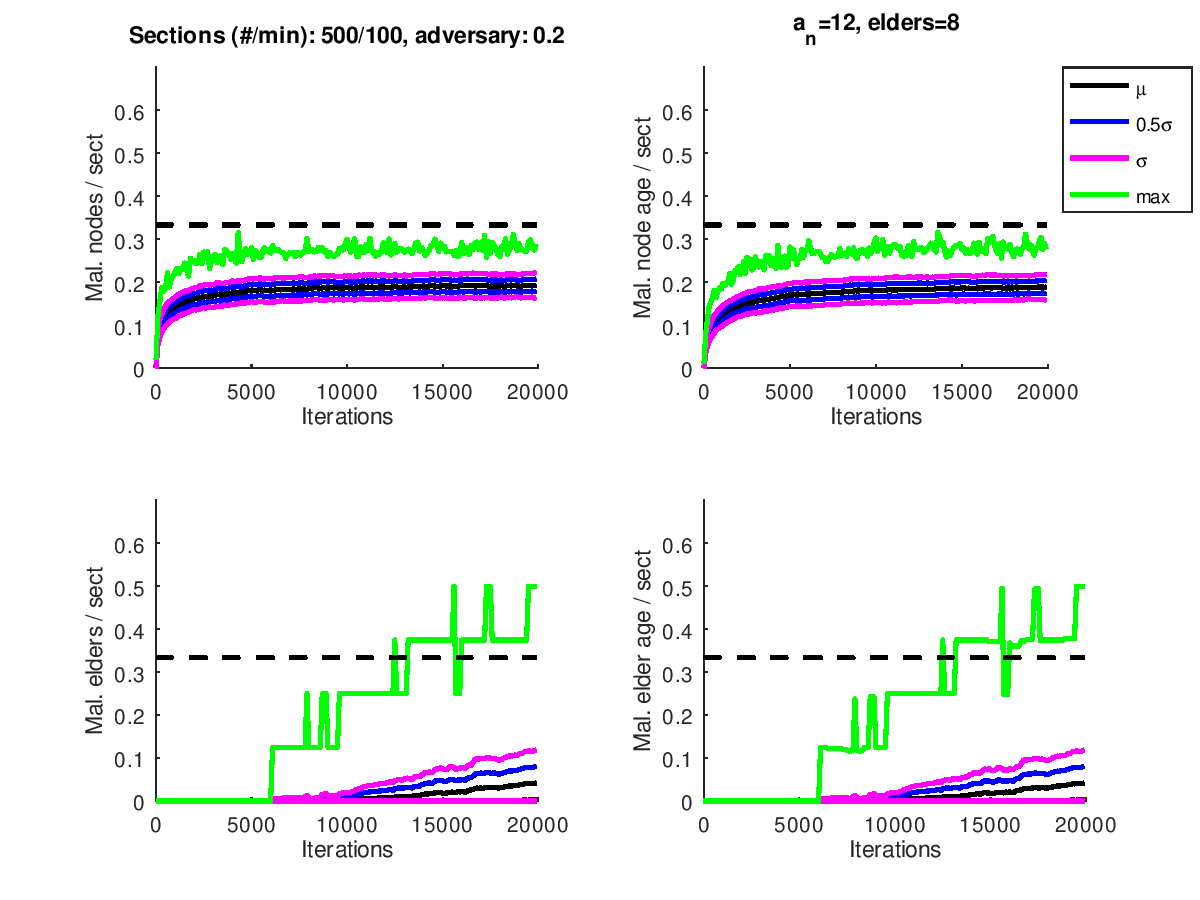 Sections (#/min): 500/100, adversary: 0.2
a_n=12, elders=8
μ
0.5σ
σ
max
Mal. nodes / sect
0.6
0.5
0.4
0.3
0.2
0.1
0
0 5000 10000 15000 20000
Iterations
Mal. node age / sect
0.6
0.5
0.4
0.3
0.2
0.1
0
0 5000 10000 15000 20000
Iterations
Mal. elders / sect
0.6
0.5
0.4
0.3
0.2
0.1
0
0 5000 10000 15000 20000
Iterations
Mal. elder age / sect
0.6
0.5
0.4
0.3
0.2
0.1
0
0 5000 10000 15000 20000
Iterations